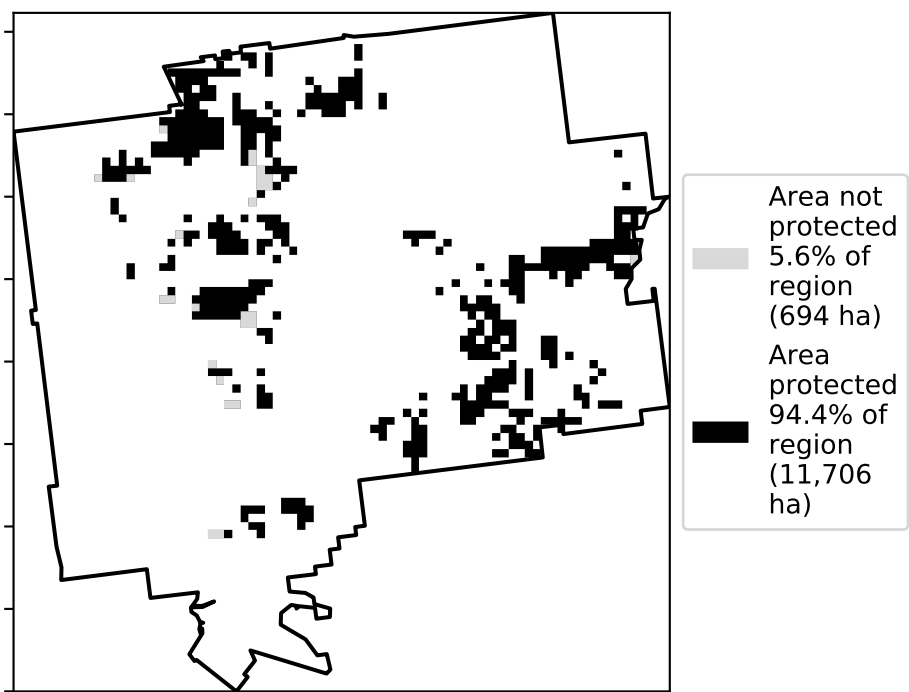 Area not
protected
5.6% of
region
(694 ha)
Area
protected
94.4% of
region
(11,706
ha)